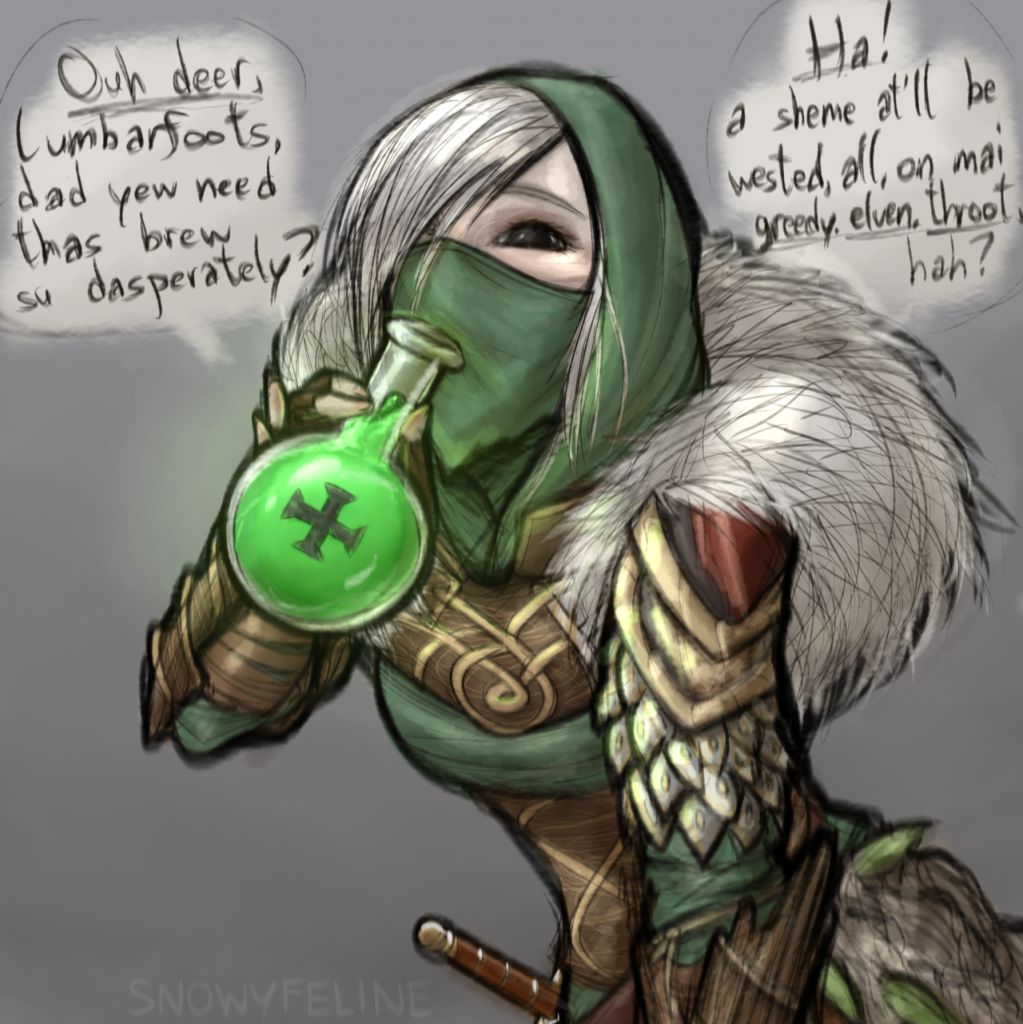 Ouh deer,
Lumbarfoots,
dad yew need
thas brew
su dasperately?
Ha!
a sheme at'll be
wested, all, on mai
greedy. elven. throot,
hah?
SNOWYFELINE